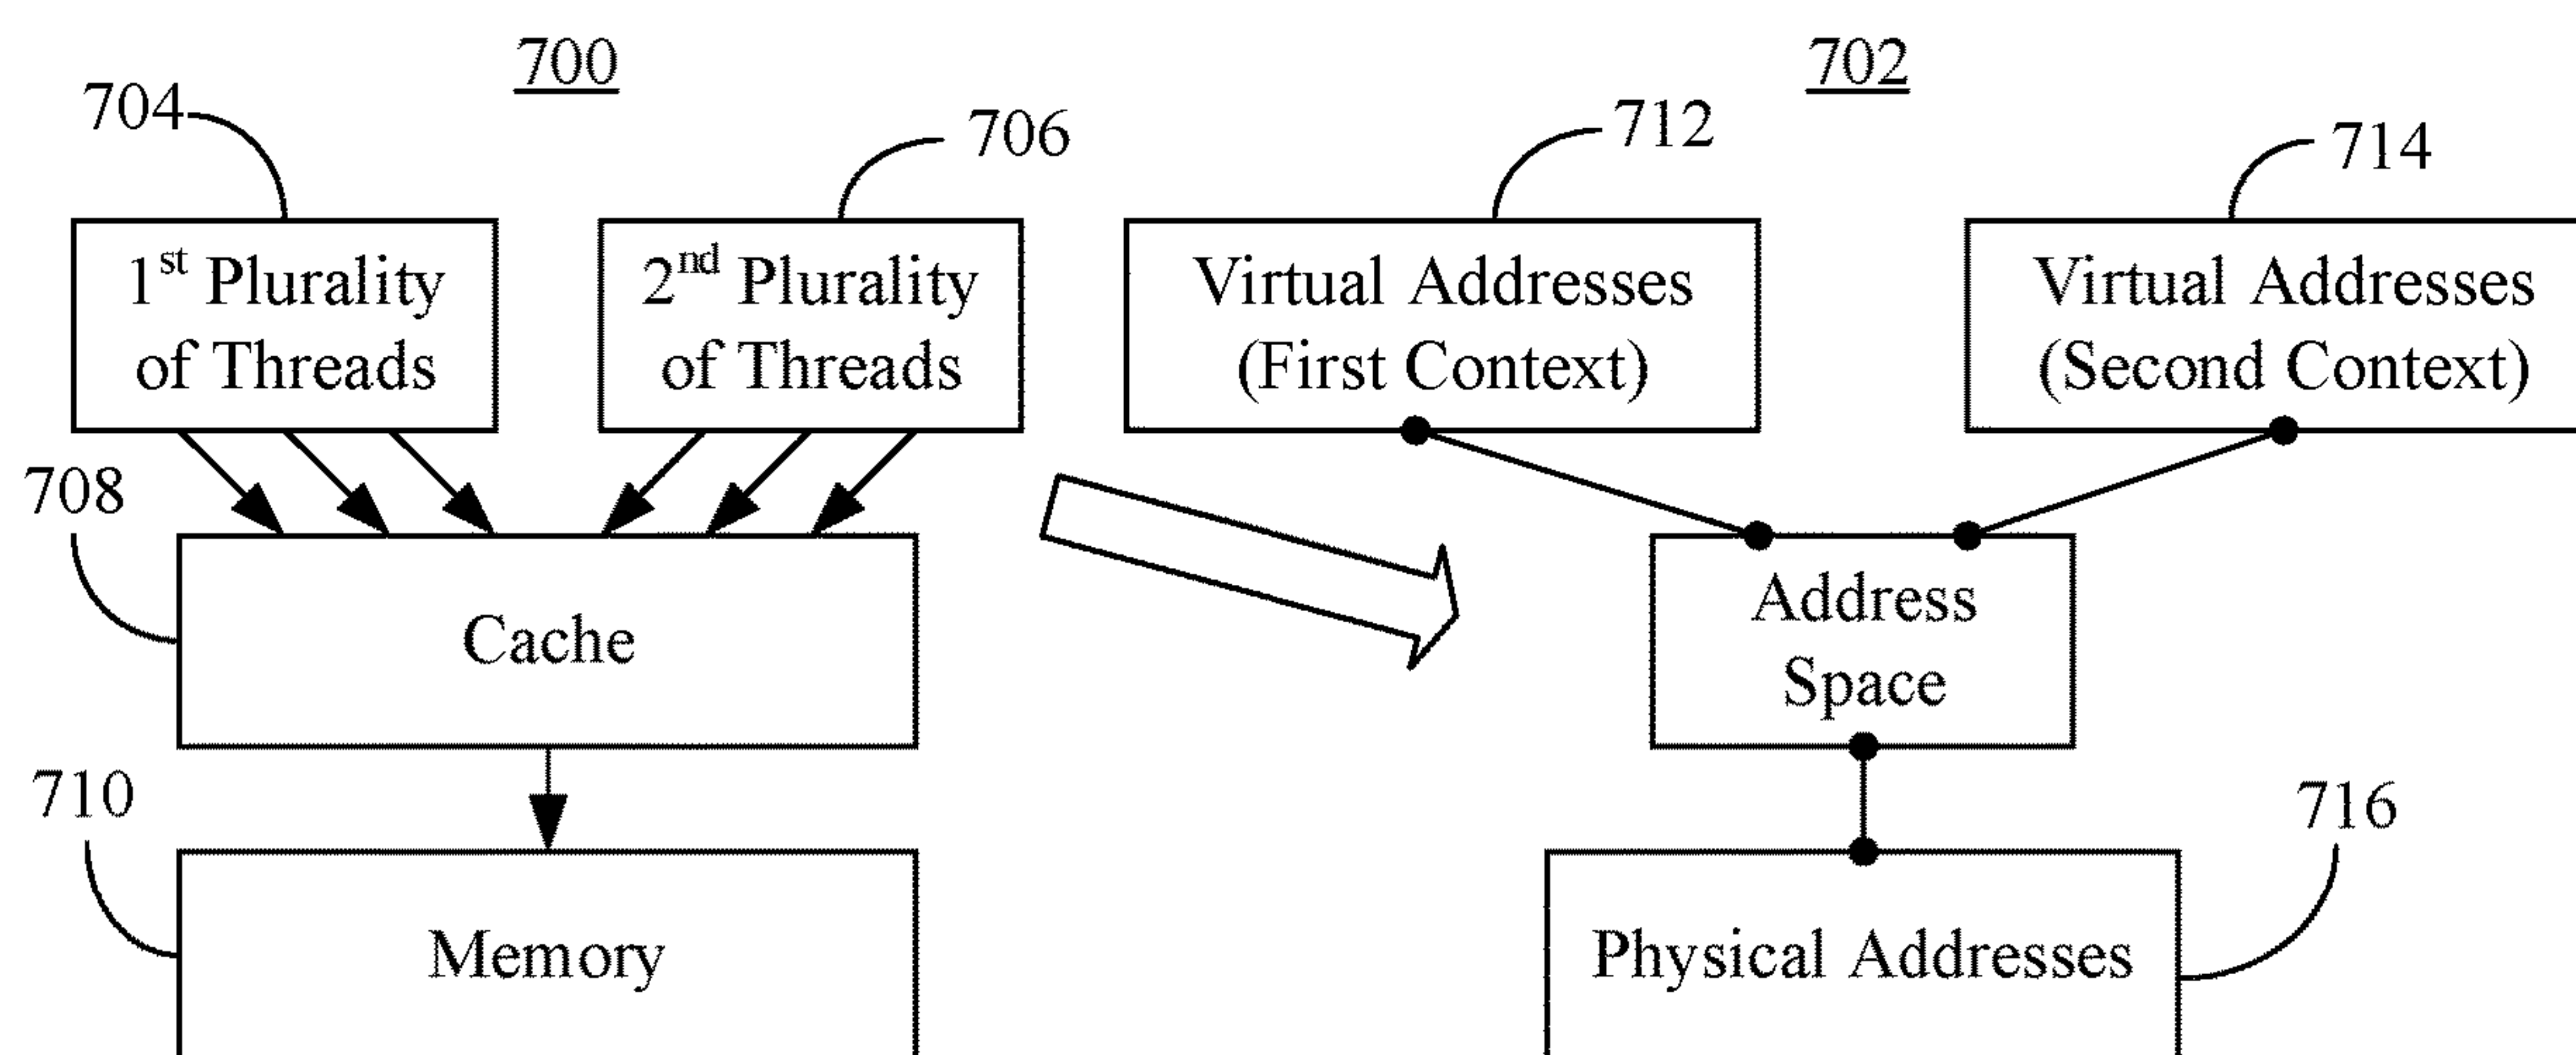 700
702
704
706
712
714
1st Plurality
of Threads
2nd Plurality
of Threads
Virtual Addresses
(First Context)
Virtual Addresses
(Second Context)
708
Cache
Address
Space
710
716
Memory
Physical Addresses